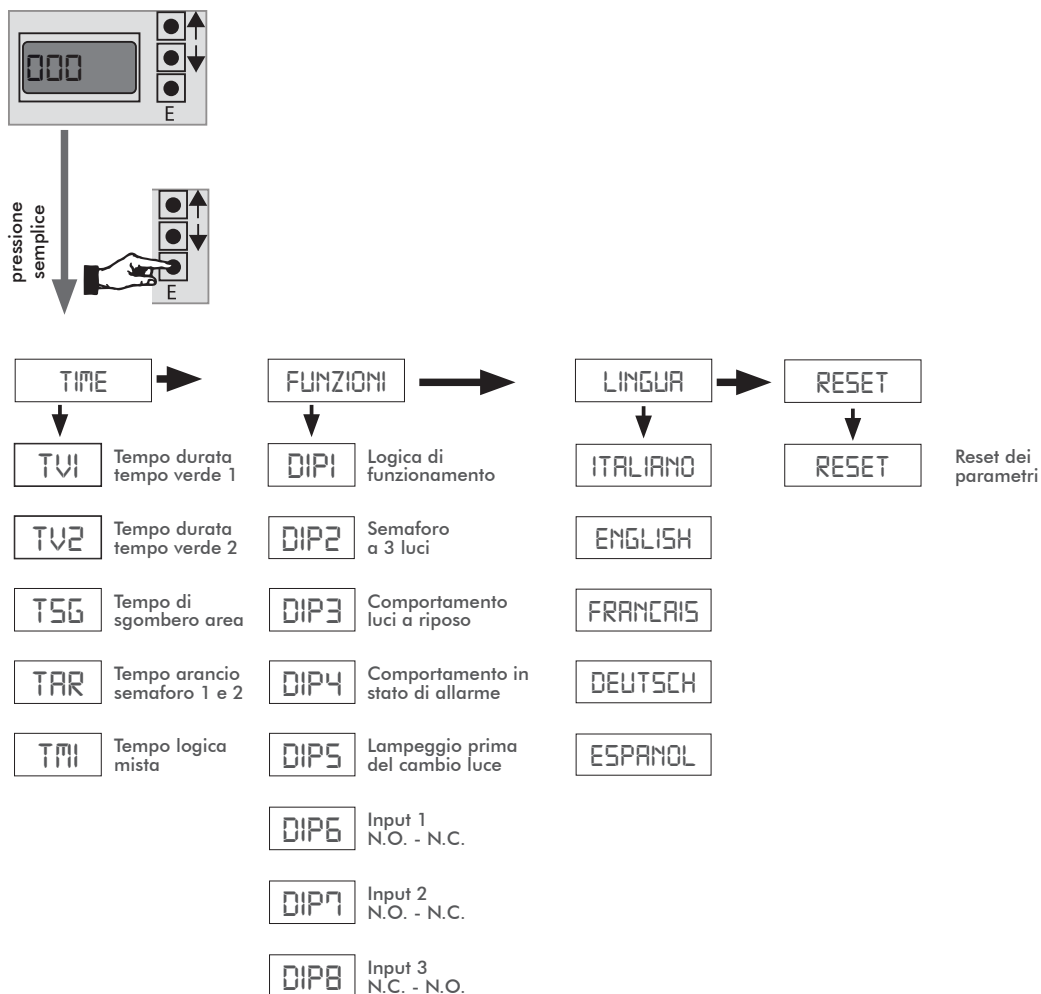 000
E
pressione
semplice
E
TIME
FUNZIONI
LINGUA
RESET
TV1
Tempo durata
tempo verde 1
TV2
Tempo durata
tempo verde 2
TSG
Tempo di
sgombero area
TAR
Tempo arancio
semaforo 1 e 2
TM1
Tempo logica
mista
DIP1
Logica di
funzionamento
DIP2
Semaforo
a 3 luci
DIP3
Comportamento
luci a riposo
DIP4
Comportamento in
stato di allarme
DIP5
Lampeggio prima
del cambio luce
DIP6
Input 1
N.O. - N.C.
DIP7
Input 2
N.O. - N.C.
DIP8
Input 3
N.C. - N.O.
ITALIANO
ENGLISH
FRANCAIS
DEUTSCH
ESPANOL
RESET
Reset dei
parametri